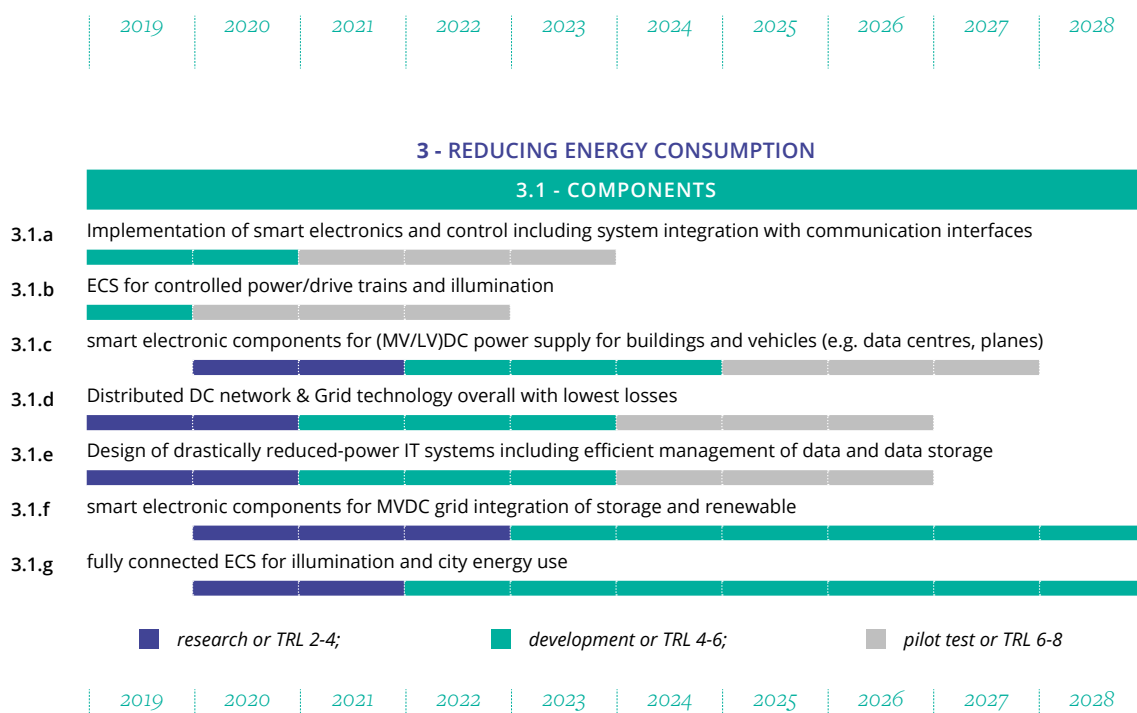 2019 2020 2021 2022 2023 2024 2025 2026 2027 2028
3 - REDUCING ENERGY CONSUMPTION
3.1 - COMPONENTS
3.1.a Implementation of smart electronics and control including system integration with communication interfaces
3.1.b ECS for controlled power/drive trains and illumination
3.1.c smart electronic components for (MV/LV)DC power supply for buildings and vehicles (e.g. data centres, planes)
3.1.d Distributed DC network & Grid technology overall with lowest losses
3.1.e Design of drastically reduced-power IT systems including efficient management of data and data storage
3.1.f smart electronic components for MVDC grid integration of storage and renewable
3.1.g fully connected ECS for illumination and city energy use
research or TRL 2-4; development or TRL 4-6; pilot test or TRL 6-8
2019 2020 2021 2022 2023 2024 2025 2026 2027 2028